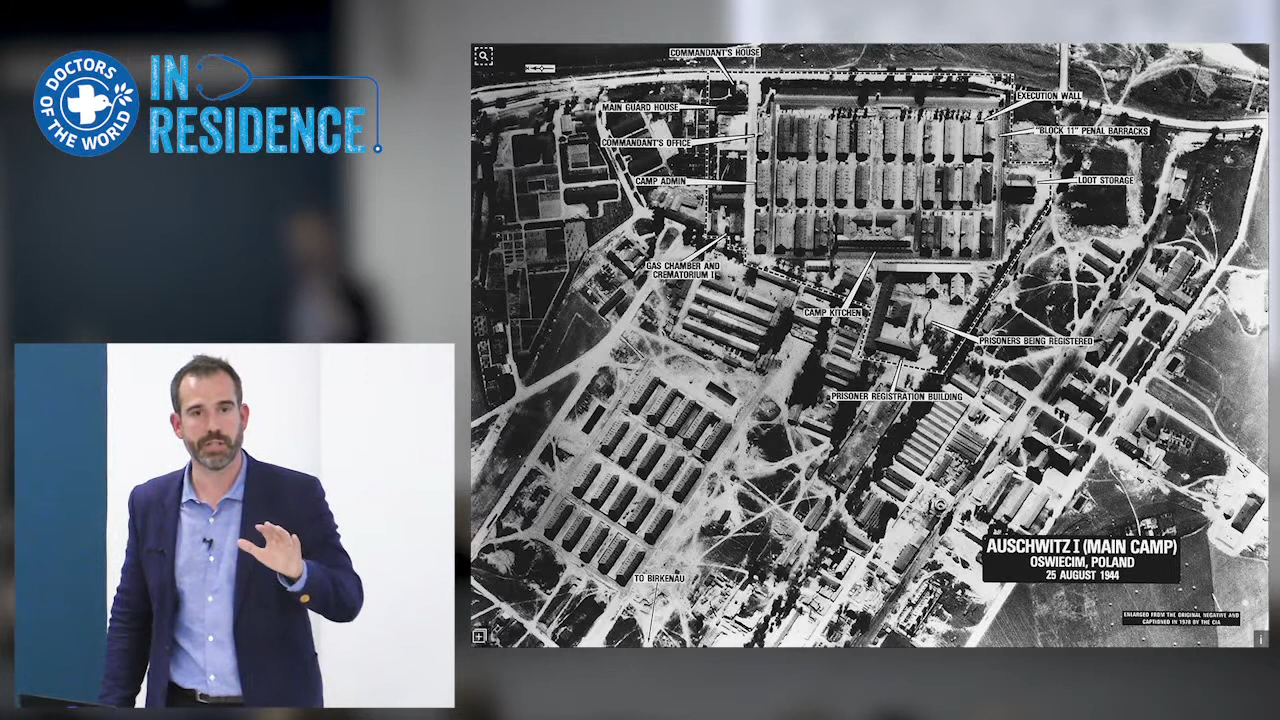 DOCTORS OF THE WORLD
IN
RESIDENCE
COMMANDANT'S HOUSE
MAIN GUARD HOUSE
EXECUTION WALL
"BLOCK 11" PENAL BARRACKS
COMMANDANT'S OFFICE
CAMP ADMIN
LOOT STORAGE
GAS CHAMBER AND
CREMATORIUM I
CAMP KITCHEN
PRISONERS BEING REGISTERED
PRISONER REGISTRATION BUILDING
AUSCHWITZ I (MAIN CAMP)
OSWIECIM, POLAND
25 AUGUST 1944
TO BIRKENAU
ENLARGED FROM THE ORIGINAL NEGATIVE AND
CAPTIONED IN 1978 BY THE CIA
i